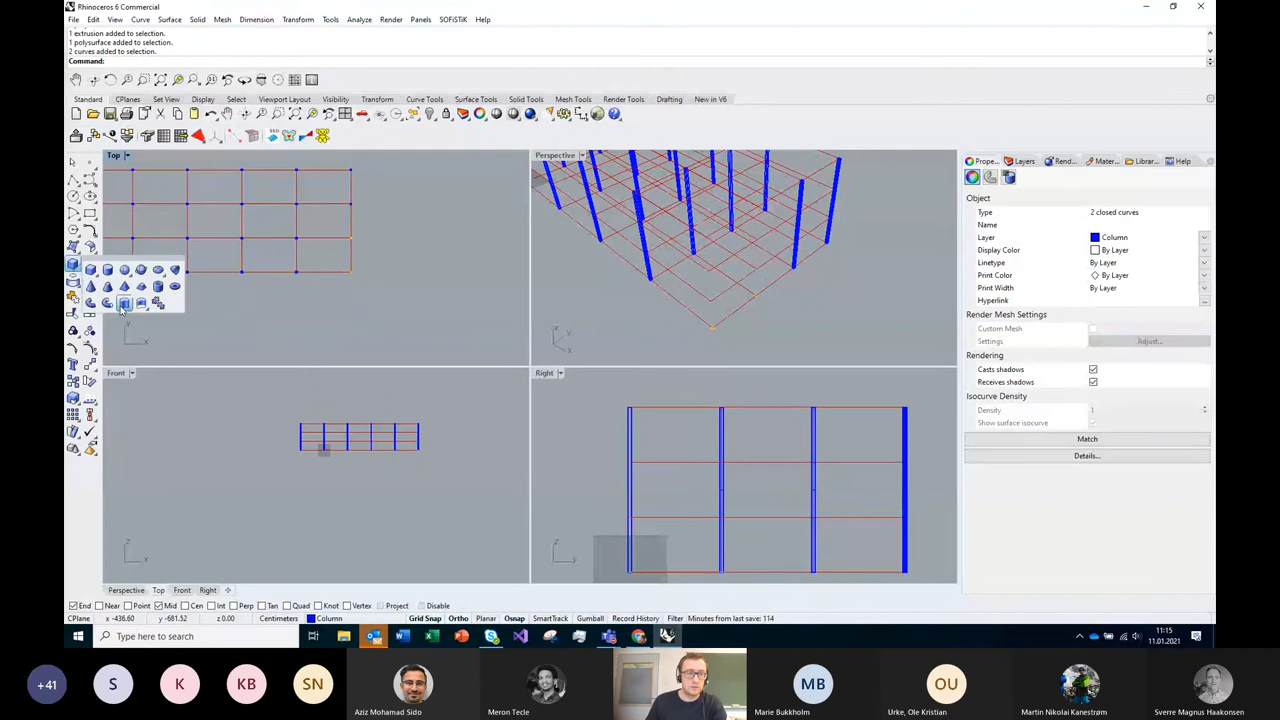 Rhinoceros 6 Commercial
File Edit View Curve Surface Solid Mesh Dimension Transform Tools Analyze Render Panels SOFiSTiK Help
1 extrusion added to selection.
1 polysurface added to selection.
2 curves added to selection.
Command:
Standard CPlanes Set View Display Select Viewport Layout Visibility Transform Curve Tools Surface Tools Solid Tools Mesh Tools Render Tools Drafting New in V6
Top
Perspective
Prope... Layers Rend... Mater... Librar... Help
Object
Type 2 closed curves
Name
Layer Column
Display Color By Layer
Linetype By Layer
Print Color By Layer
Print Width By Layer
Hyperlink ...
Render Mesh Settings
Custom Mesh
Settings Adjust...
Rendering
Casts shadows
Receives shadows
Isocurve Density
Density 1
Show surface isocurve
Match
Details...
y
x
z
y
x
Front
Right
z
x
z
y
Perspective Top Front Right
End Near Point Mid Cen Int Perp Tan Quad Knot Vertex Project Disable
CPlane x -436.60 y -681.52 z 0.00 Centimeters Column Grid Snap Ortho Planar Osnap SmartTrack Gumball Record History Filter Minutes from last save: 114
Type here to search
11:15
11.01.2021
+41 S K KB SN MB OU
Aziz Mohamad Sido Meron Tecle Marie Bukkholm Urke, Ole Kristian Martin Nikolai Kanestrøm Sverre Magnus Haakonsen